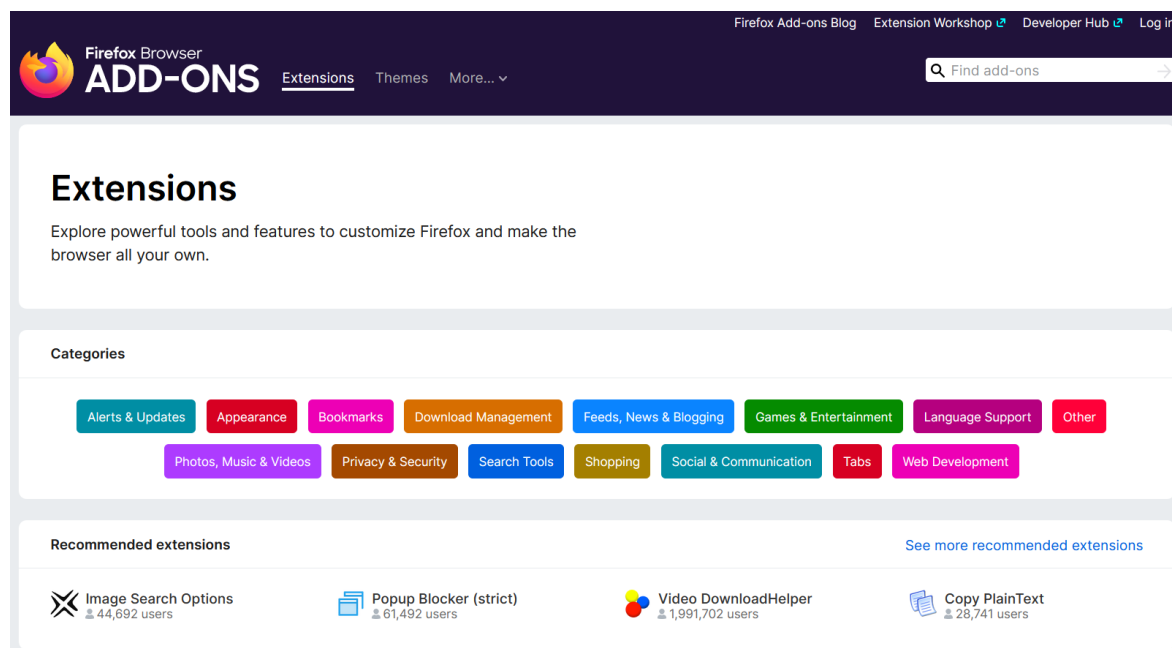 Firefox Add-ons Blog Extension Workshop Developer Hub Log in
Firefox Browser
ADD-ONS Extensions Themes More... Find add-ons
Extensions
Explore powerful tools and features to customize Firefox and make the
browser all your own.
Categories
Alerts & Updates Appearance Bookmarks Download Management Feeds, News & Blogging Games & Entertainment Language Support Other
Photos, Music & Videos Privacy & Security Search Tools Shopping Social & Communication Tabs Web Development
Recommended extensions See more recommended extensions
Image Search Options Popup Blocker (strict) Video DownloadHelper Copy PlainText
44,692 users 61,492 users 1,991,702 users 28,741 users